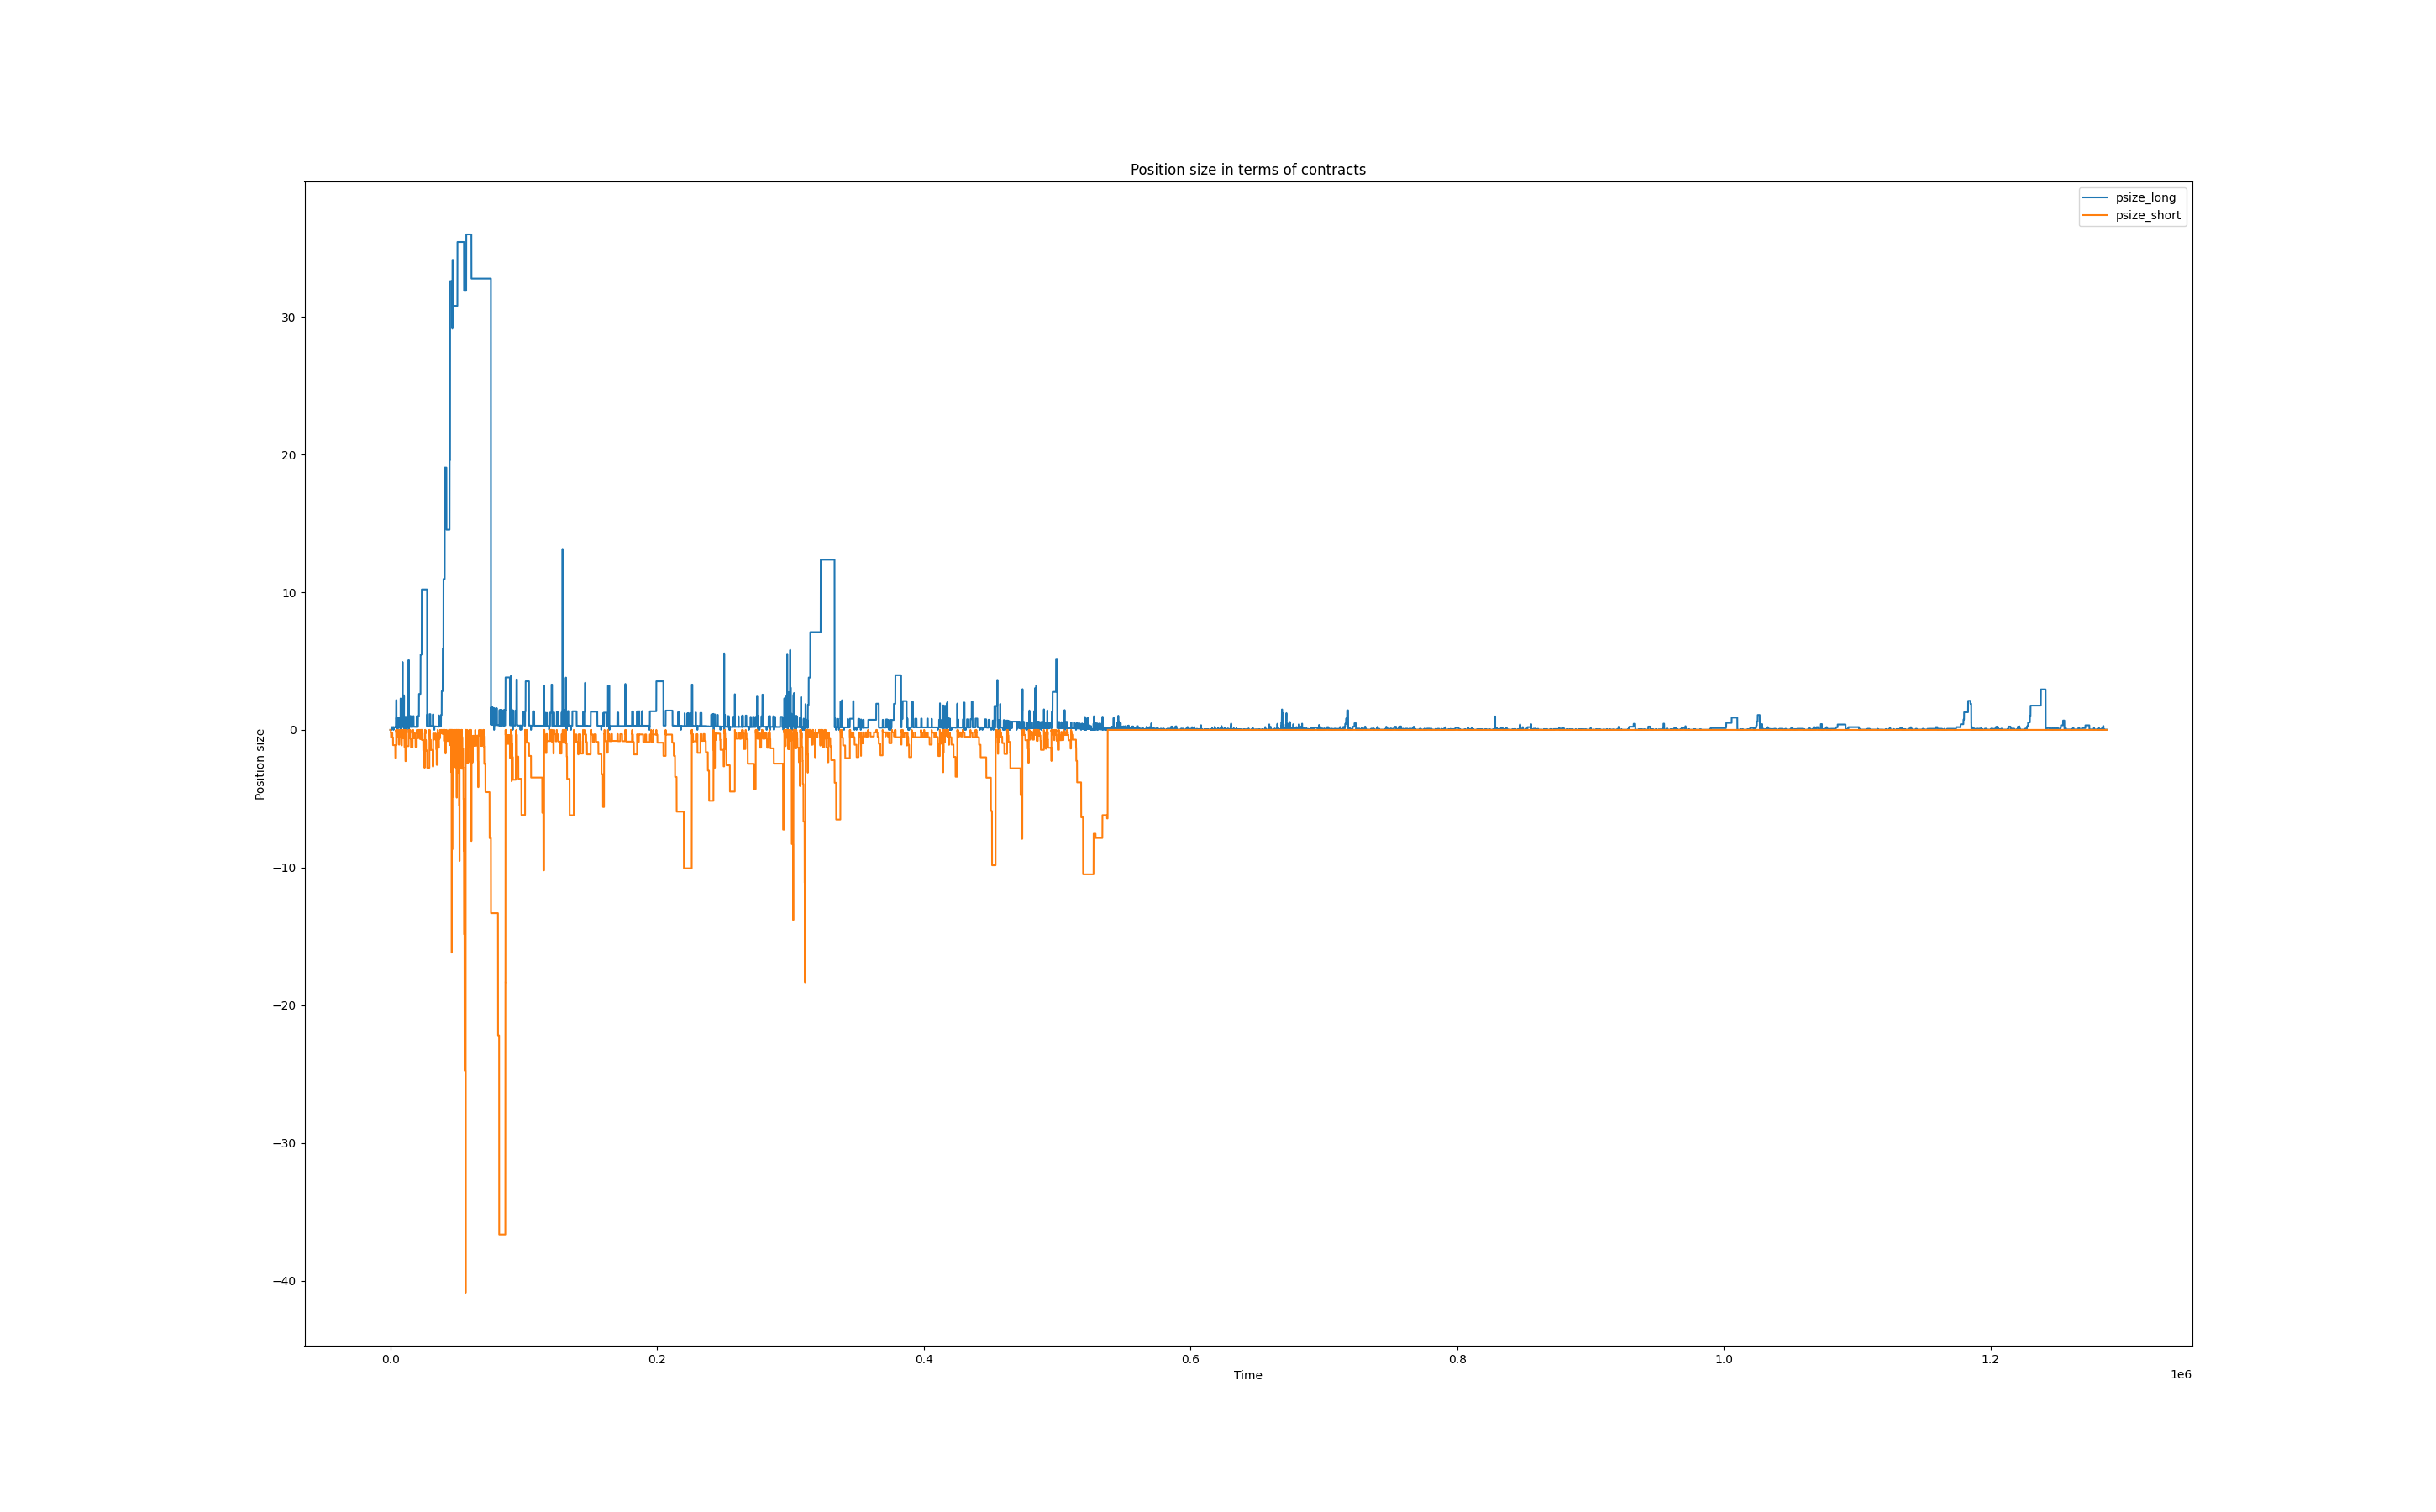 Position size in terms of contracts
psize_long
psize_short
Position size
30
20
10
0
−10
−20
−30
−40
0.0
0.2
0.4
0.6
0.8
1.0
1.2
1e6
Time